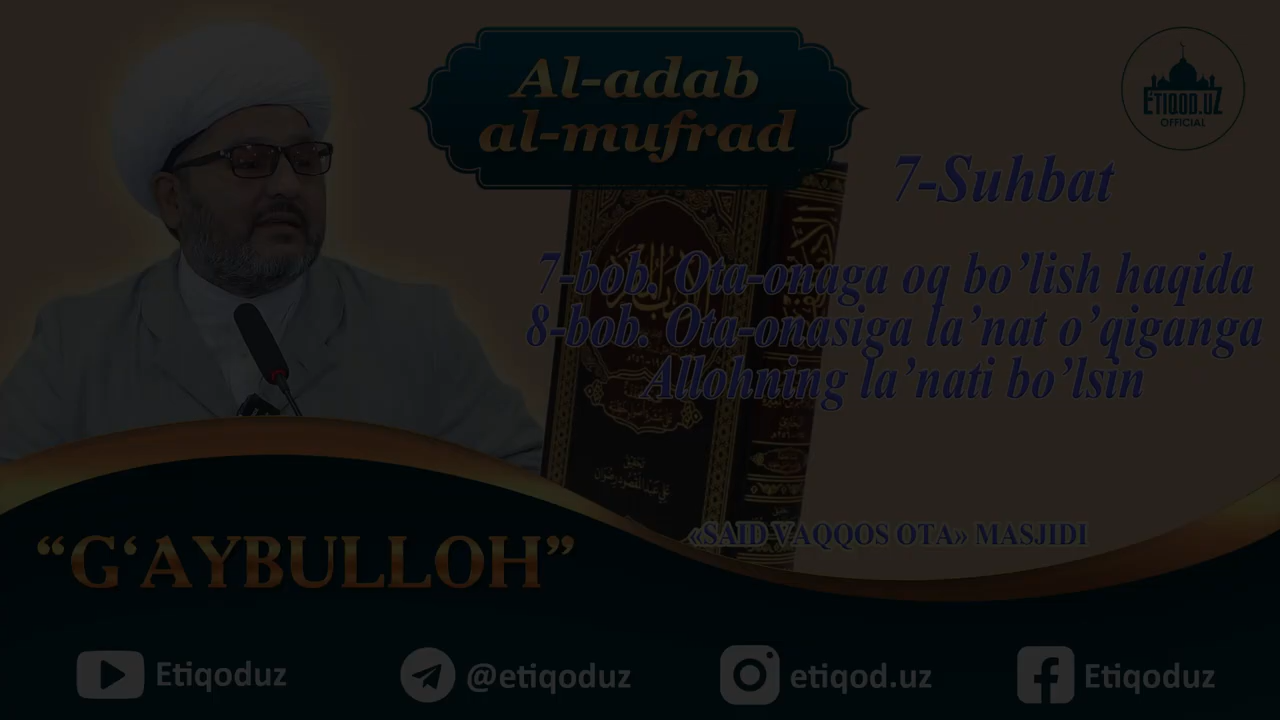 Al-adab
al-mufrad
ETIQOD.UZ
OFFICIAL
7-Suhbat
7-bob. Ota-onaga oq bo’lish haqida
8-bob. Ota-onasiga la’nat o’qiganga
Allohning la’nati bo’lsin
«SAID VAQQOS OTA» MASJIDI
“G‘AYBULLOH”
Etiqoduz
@etiqoduz
etiqod.uz
Etiqoduz